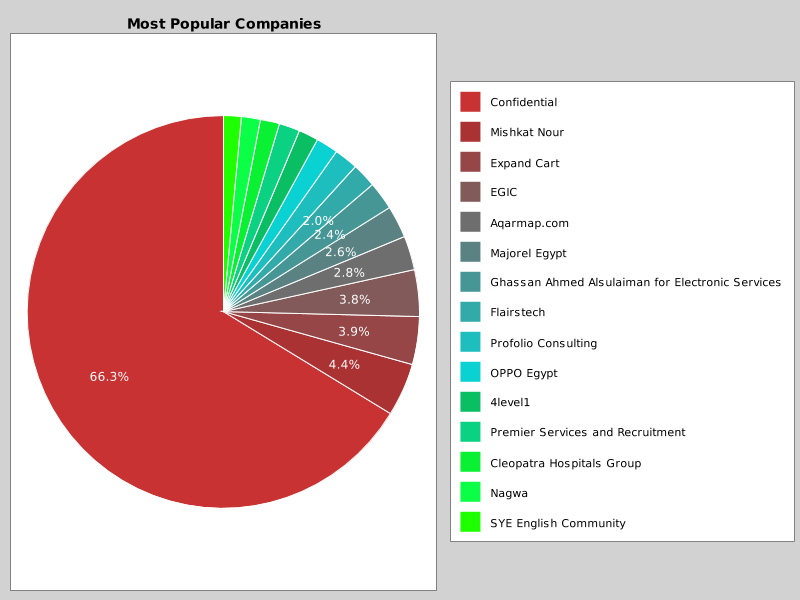 Most Popular Companies
2.0%
2.4%
2.6%
2.8%
3.8%
3.9%
4.4%
66.3%
Confidential
Mishkat Nour
Expand Cart
EGIC
Aqarmap.com
Majorel Egypt
Ghassan Ahmed Alsulaiman for Electronic Services
Flairstech
Profolio Consulting
OPPO Egypt
4level1
Premier Services and Recruitment
Cleopatra Hospitals Group
Nagwa
SYE English Community